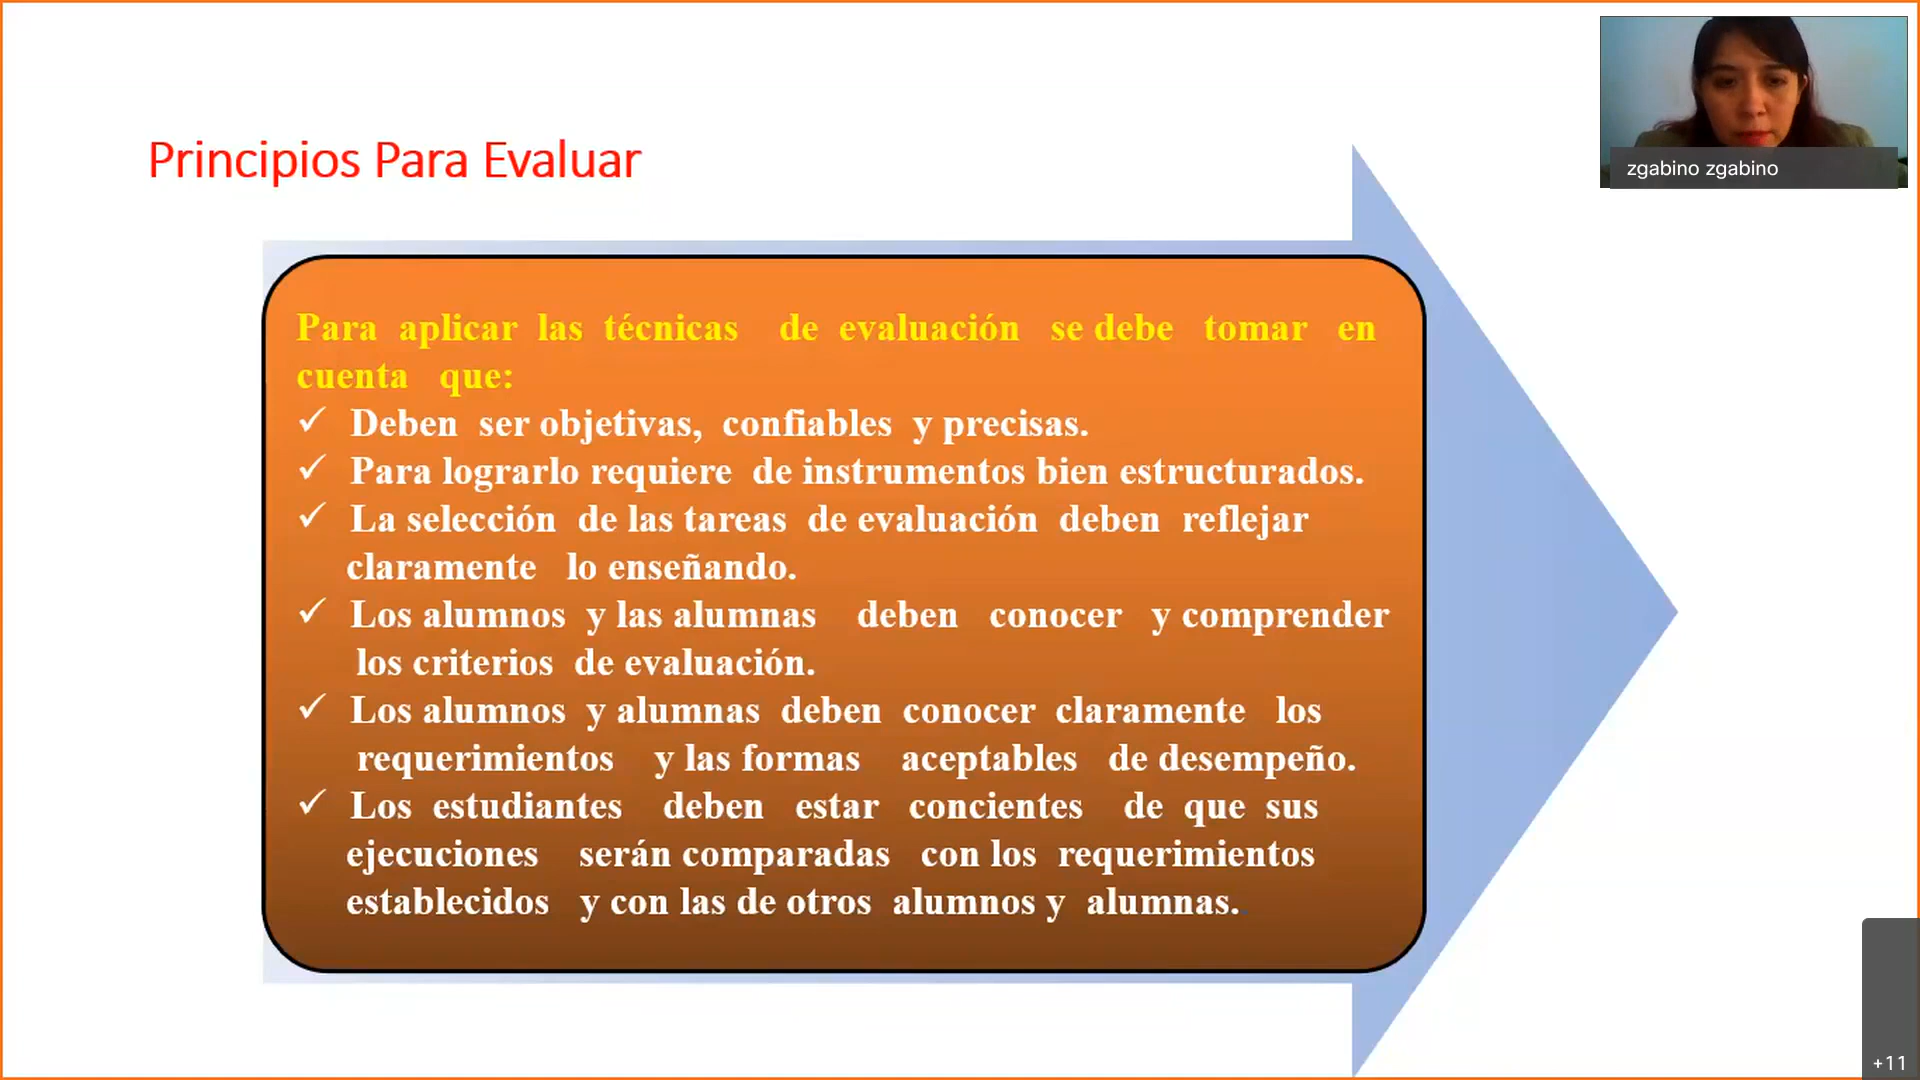 Principios Para Evaluar
zgabino zgabino
Para aplicar las técnicas de evaluación se debe tomar en
cuenta que:
✓ Deben ser objetivas, confiables y precisas.
✓ Para lograrlo requiere de instrumentos bien estructurados.
✓ La selección de las tareas de evaluación deben reflejar
claramente lo enseñando.
✓ Los alumnos y las alumnas deben conocer y comprender
los criterios de evaluación.
✓ Los alumnos y alumnas deben conocer claramente los
requerimientos y las formas aceptables de desempeño.
✓ Los estudiantes deben estar concientes de que sus
ejecuciones serán comparadas con los requerimientos
establecidos y con las de otros alumnos y alumnas.
+11